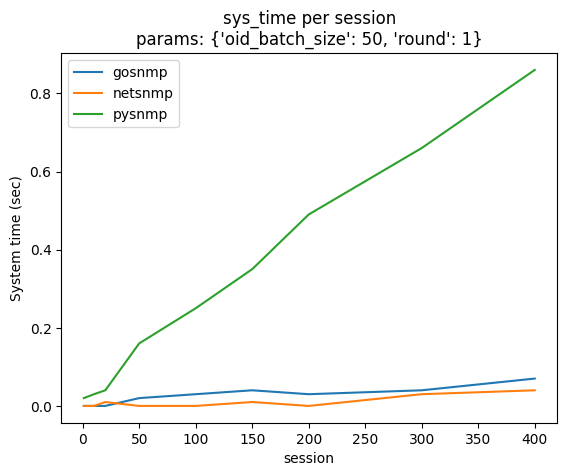 sys_time per session
params: {'oid_batch_size': 50, 'round': 1}
gosnmp
netsnmp
pysnmp
System time (sec)
0.8
0.6
0.4
0.2
0.0
0 50 100 150 200 250 300 350 400
session